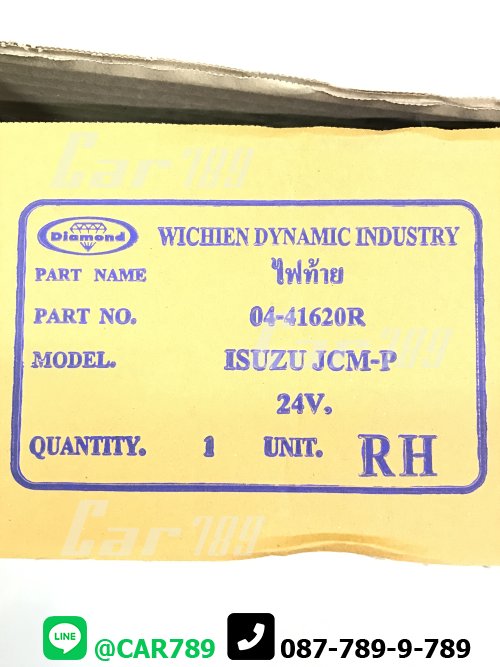 Car789
Diamond WICHIEN DYNAMIC INDUSTRY
PART NAME ไฟท้าย
PART NO. 04-41620R
Car789
MODEL. ISUZU JCM-P
24V.
QUANTITY. 1 UNIT. RH
Car789
LINE @CAR789 087-789-9-789